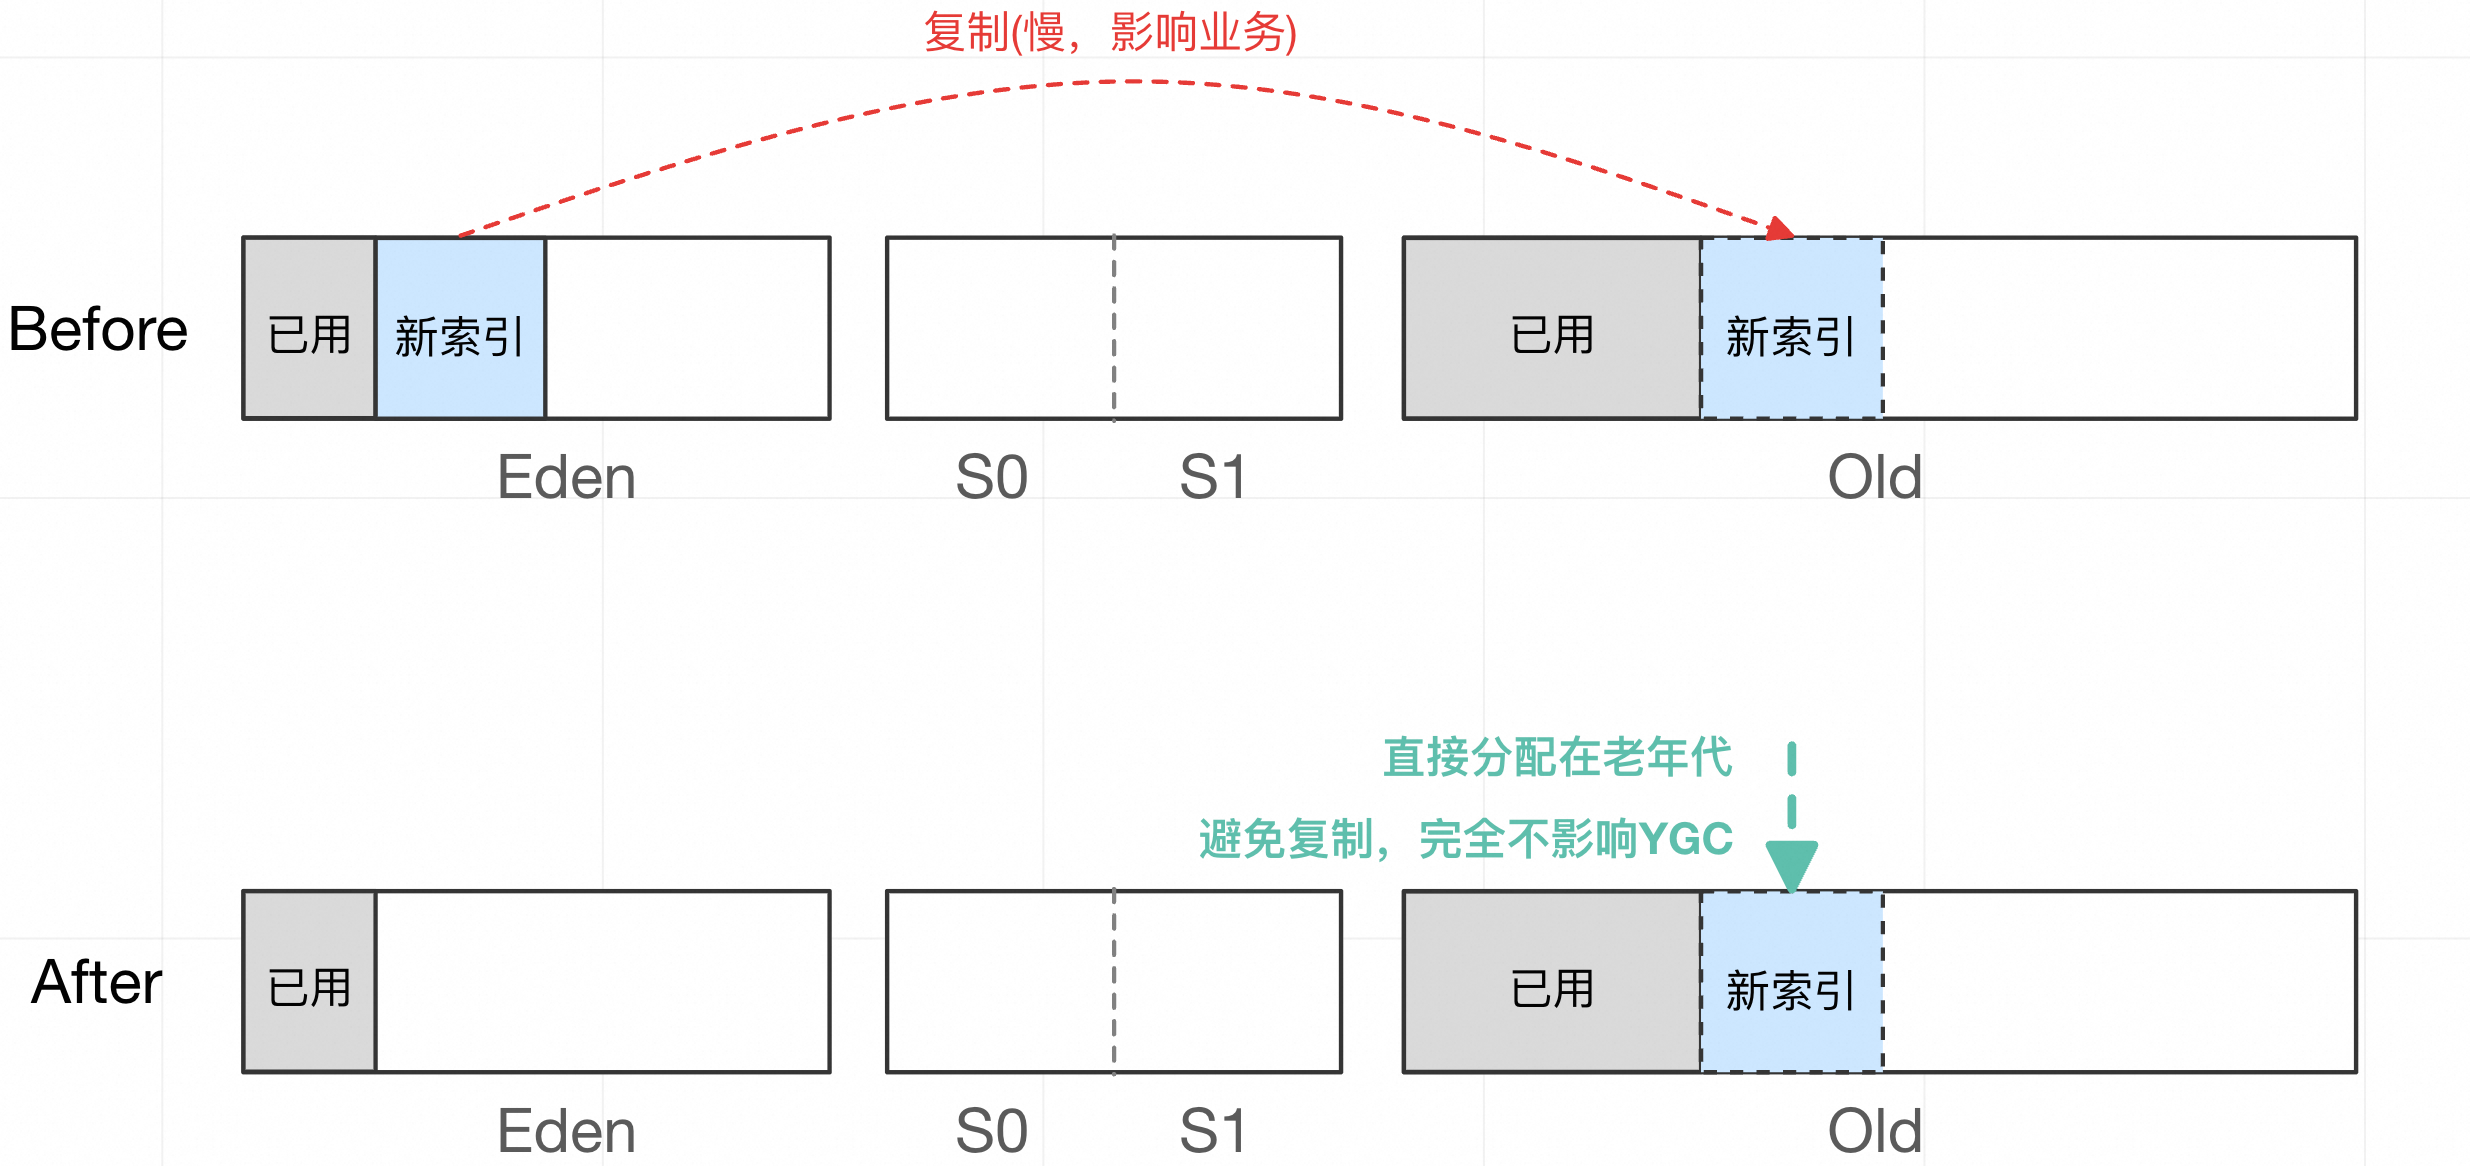 复制(慢，影响业务)
Before
已用
新索引
已用
新索引
Eden
S0
S1
Old
直接分配在老年代
避免复制，完全不影响YGC
After
已用
已用
新索引
Eden
S0
S1
Old